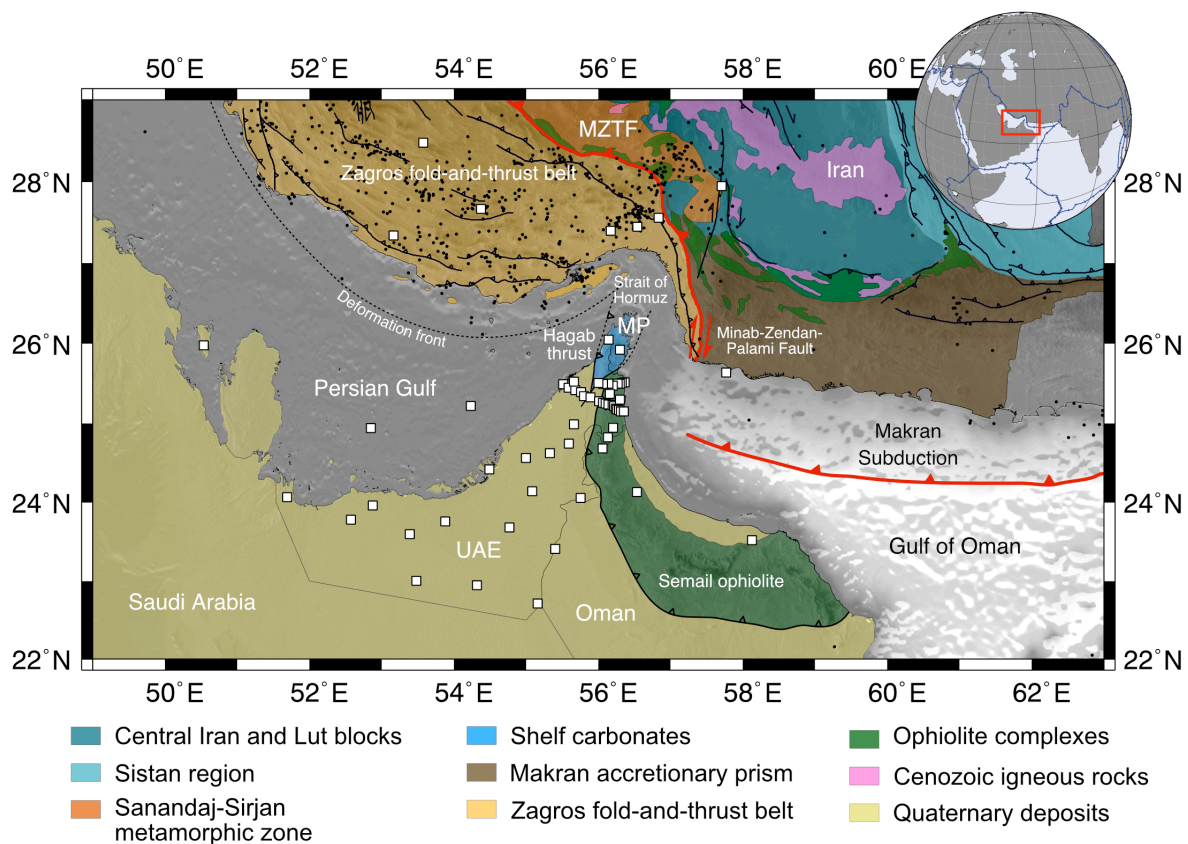 50°E 52°E 54°E 56°E 58°E 60°E
MZTF
Zagros fold-and-thrust belt
Iran
28°N 28°N
Strait of
Hormuz
MP
Deformation front
Hagab
thrust
Minab-Zendan-
Palami Fault
26°N 26°N
Persian Gulf
Makran
Subduction
24°N 24°N
UAE
Gulf of Oman
Semail ophiolite
Saudi Arabia
Oman
22°N 22°N
50°E 52°E 54°E 56°E 58°E 60°E 62°E
Central Iran and Lut blocks
Sistan region
Sanandaj-Sirjan
metamorphic zone
Shelf carbonates
Makran accretionary prism
Zagros fold-and-thrust belt
Ophiolite complexes
Cenozoic igneous rocks
Quaternary deposits